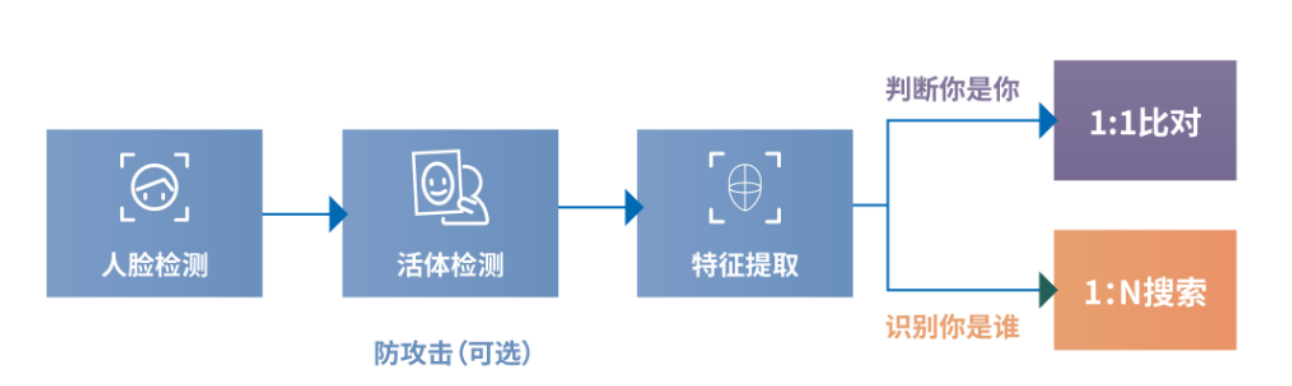 人脸检测
活体检测
防攻击(可选)
特征提取
判断你是你
1:1比对
识别你是谁
1:N搜索